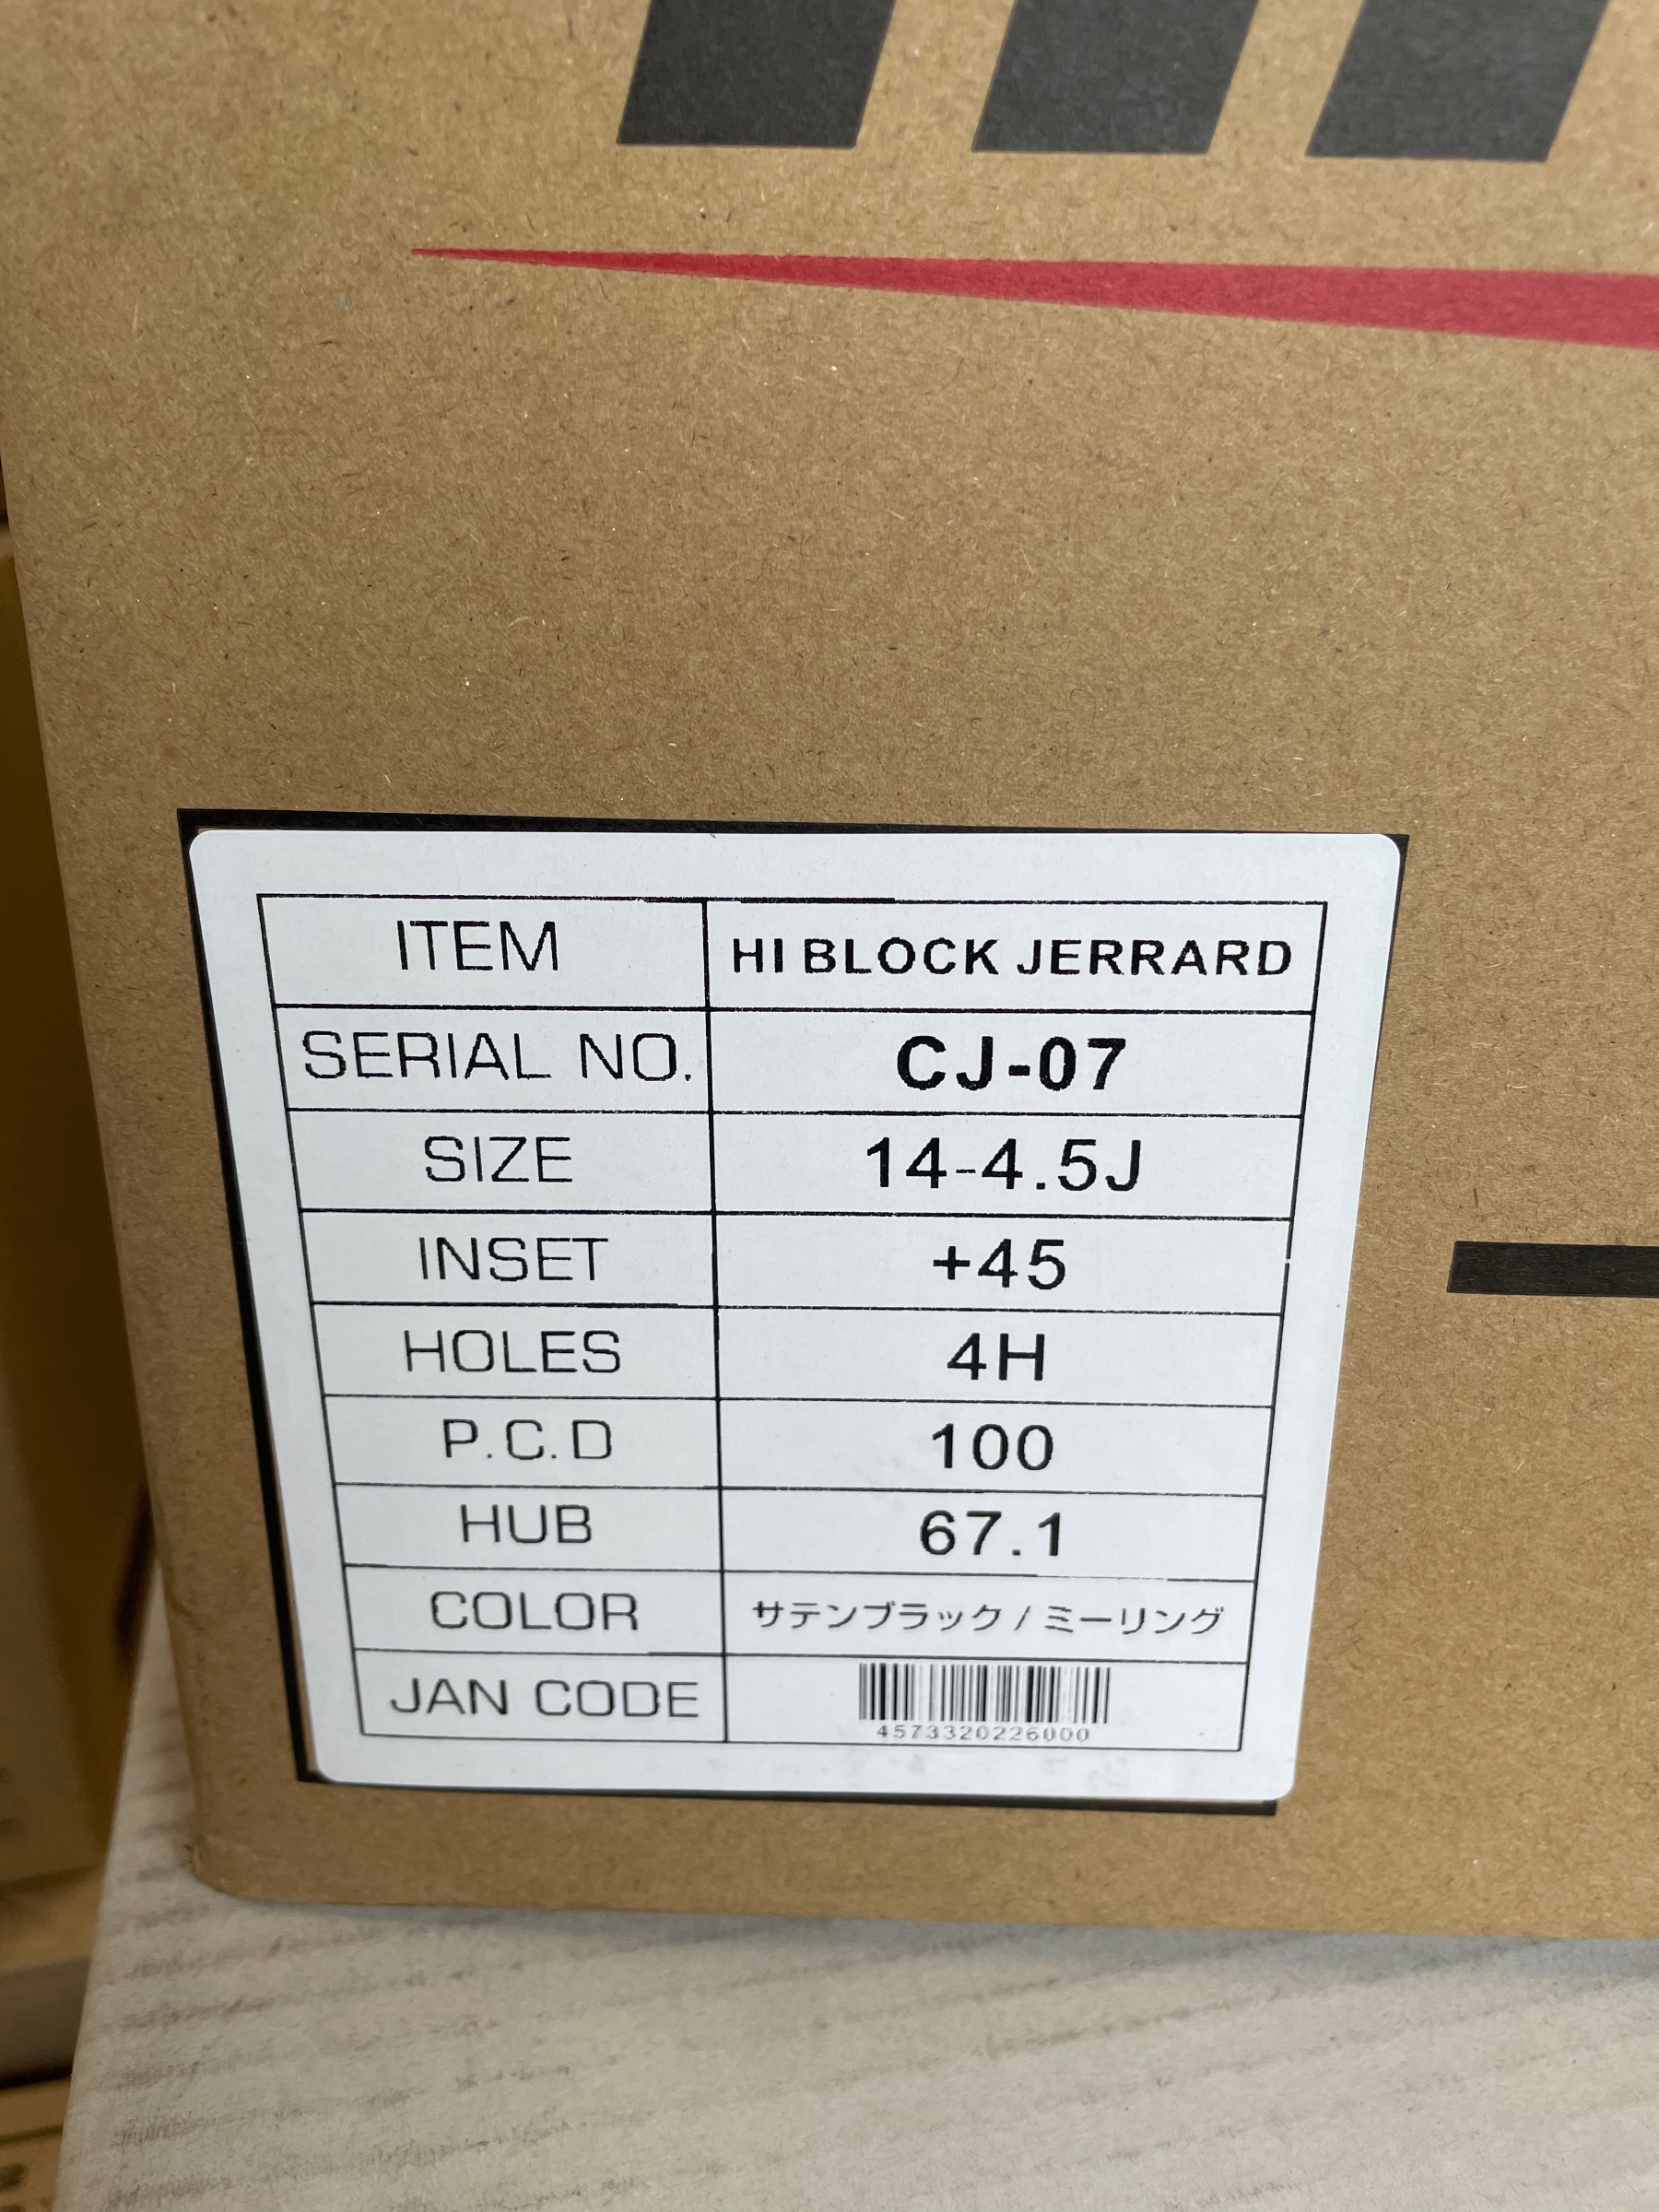 ITEM HI BLOCK JERRARD
SERIAL NO. CJ-07
SIZE 14-4.5J
INSET +45
HOLES 4H
P.C.D 100
HUB 67.1
COLOR サテンブラック / ミーリング
JAN CODE 4573320226000